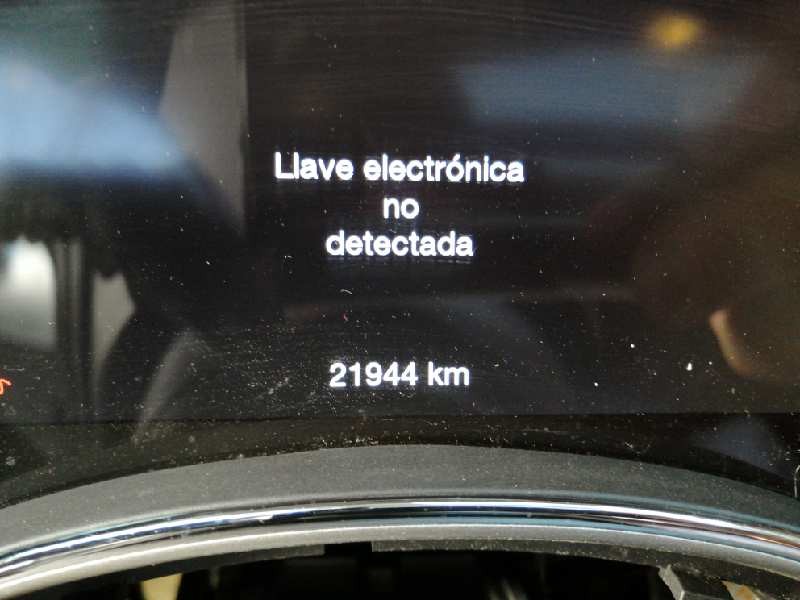 Llave electrónica
no
detectada
21944 km